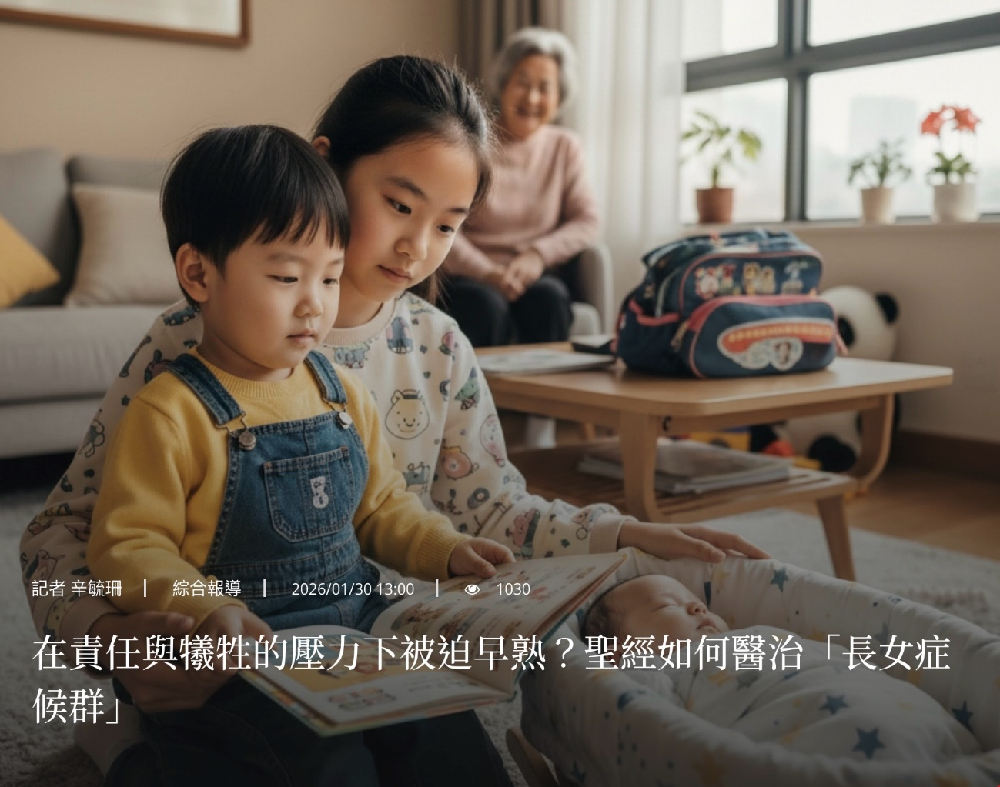 記者 辛毓珊 | 綜合報導 | 2026/01/30 13:00 | 1030
在責任與犧牲的壓力下被迫早熟？聖經如何醫治「長女症
候群」